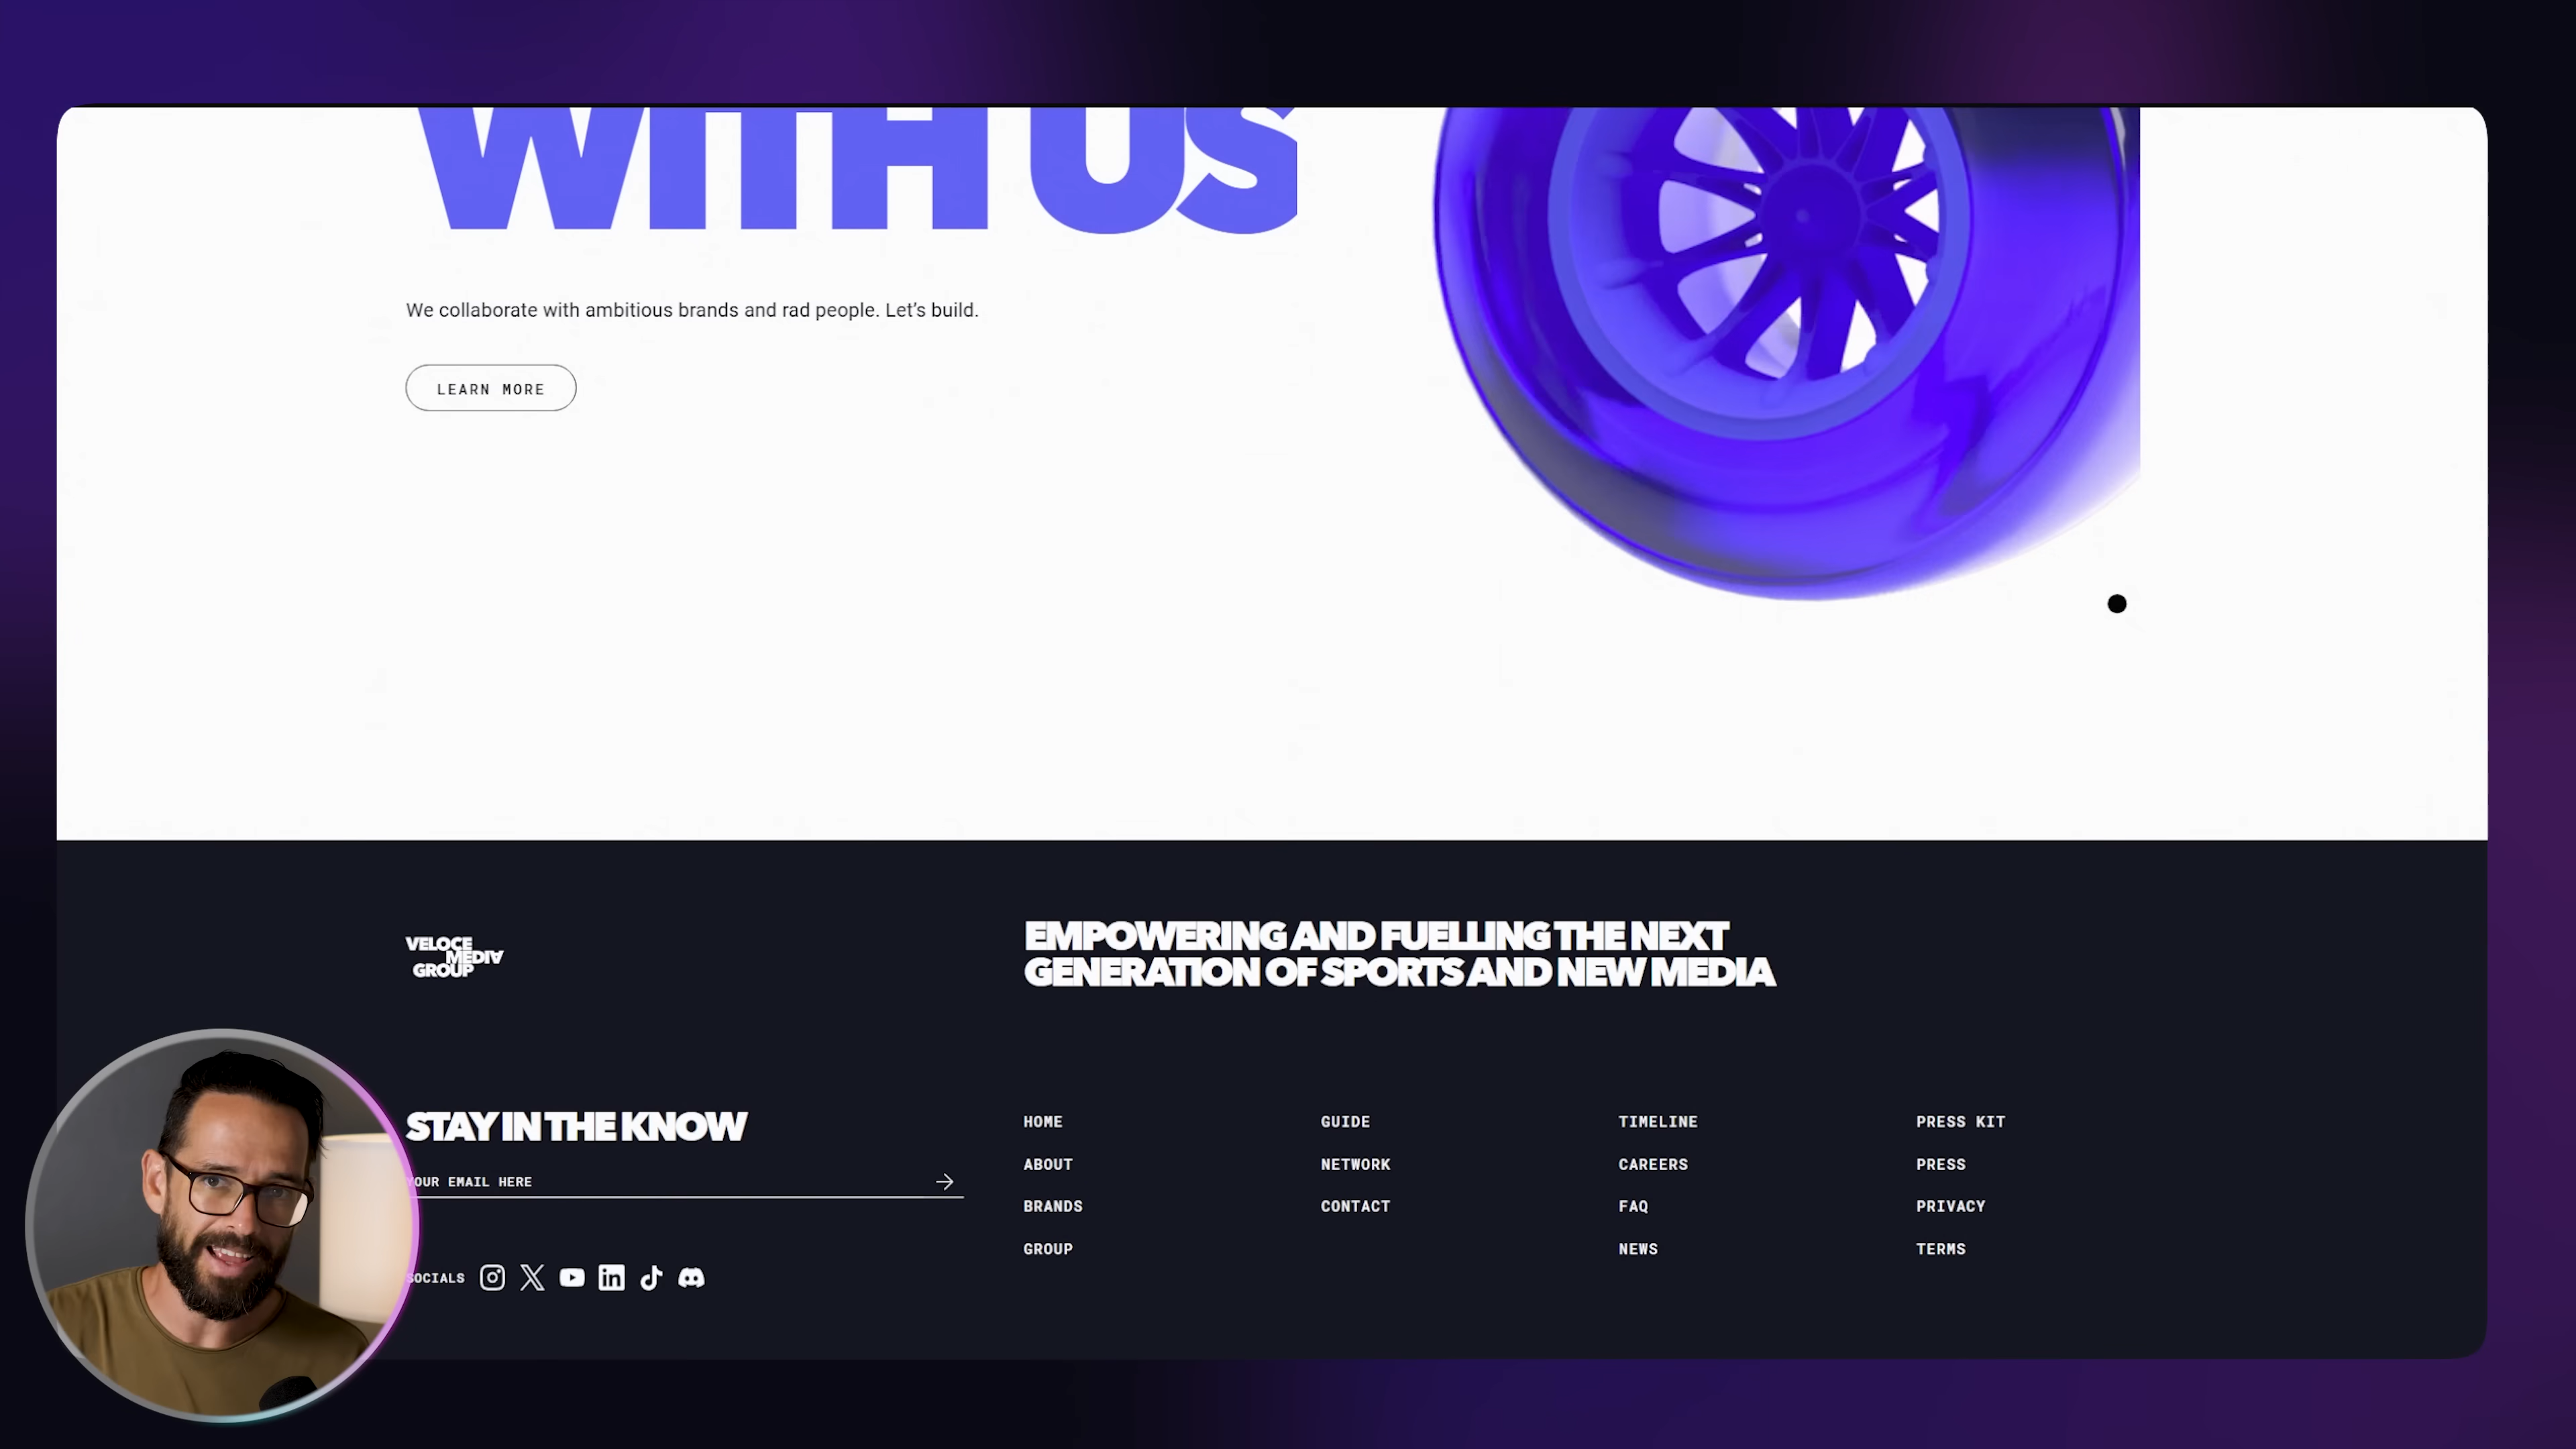 WITH US
We collaborate with ambitious brands and rad people. Let’s build.
LEARN MORE
VELOCE
MEDIA
GROUP
EMPOWERING AND FUELLING THE NEXT
GENERATION OF SPORTS AND NEW MEDIA
STAY IN THE KNOW
YOUR EMAIL HERE
SOCIALS
HOME
ABOUT
BRANDS
GROUP
GUIDE
NETWORK
CONTACT
TIMELINE
CAREERS
FAQ
NEWS
PRESS KIT
PRESS
PRIVACY
TERMS